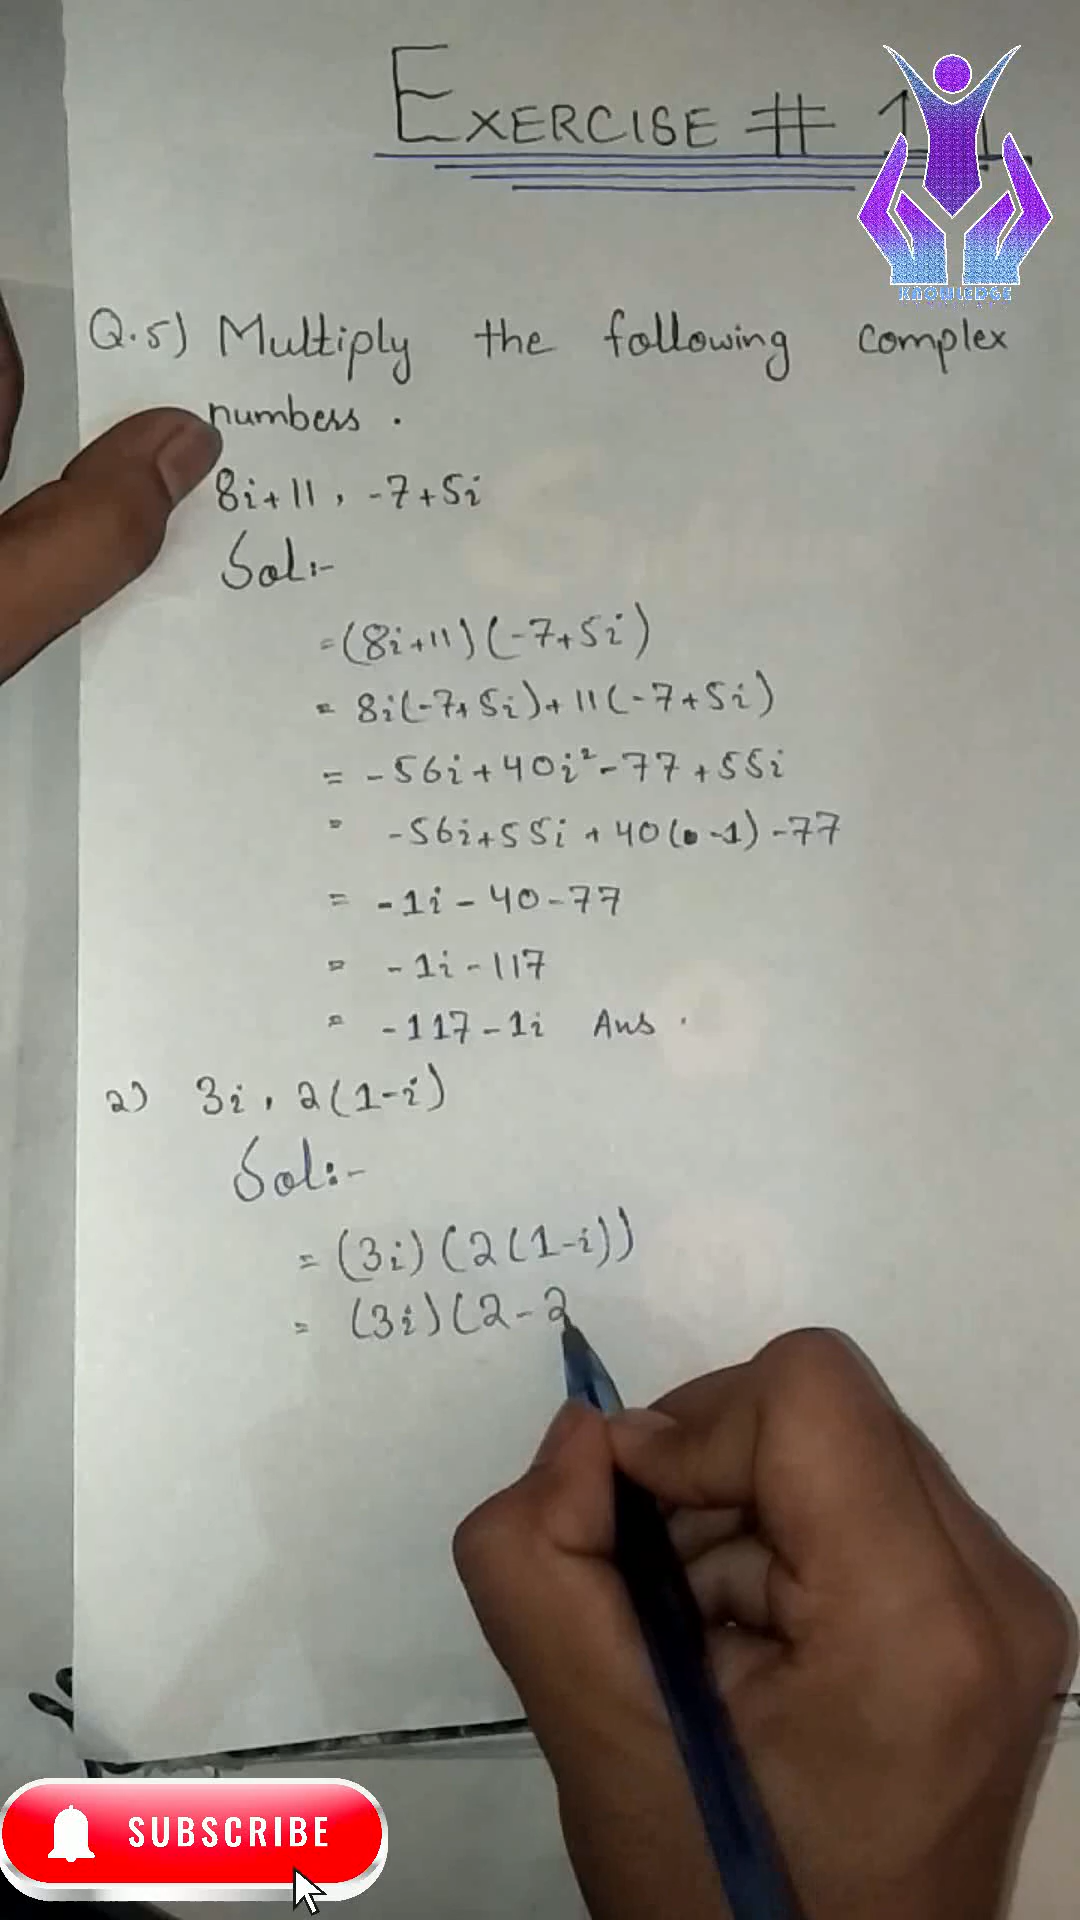 EXERCISE # 1.1
KNOWLEDGE
Q.5) Multiply the following complex
numbers.
8i+11, -7+5i
Sol:-
=(8i+11)(-7+5i)
= 8i(-7+5i)+11(-7+5i)
= -56i+40i²-77+55i
= -56i+55i+40(-1)-77
= -1i-40-77
= -1i-117
= -117-1i Ans.
2) 3i, 2(1-i)
Sol:-
= (3i)(2(1-i))
= (3i)(2-2
SUBSCRIBE